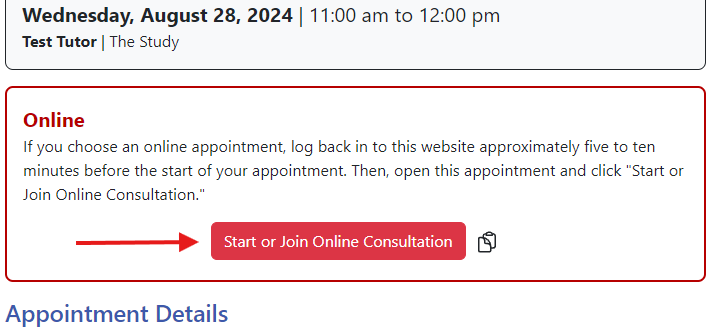 Wednesday, August 28, 2024 | 11:00 am to 12:00 pm
Test Tutor | The Study
Online
If you choose an online appointment, log back in to this website approximately five to ten
minutes before the start of your appointment. Then, open this appointment and click "Start or
Join Online Consultation."
Start or Join Online Consultation
Appointment Details